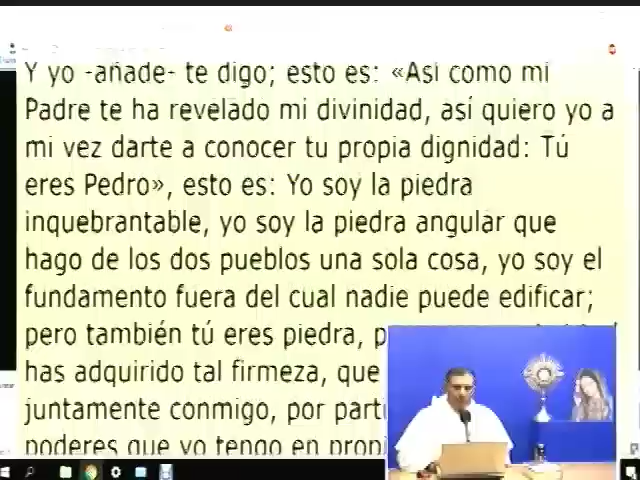 Y yo -añade- te digo; esto es: «Así como mi
Padre te ha revelado mi divinidad, así quiero yo a
mi vez darte a conocer tu propia dignidad: Tú
eres Pedro», esto es: Yo soy la piedra
inquebrantable, yo soy la piedra angular que
hago de los dos pueblos una sola cosa, yo soy el
fundamento fuera del cual nadie puede edificar;
pero también tú eres piedra,
has adquirido tal firmeza, que
juntamente conmigo, por
poderes que yo tengo en